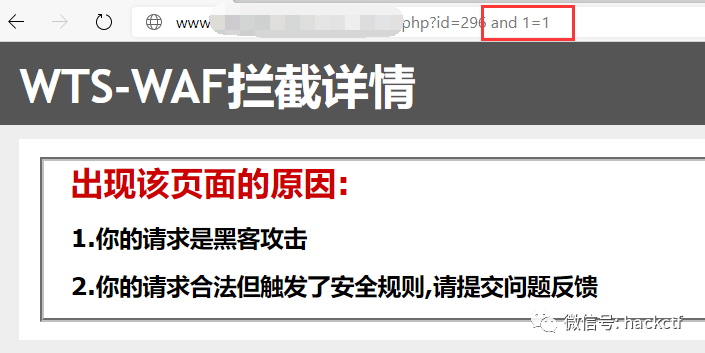 www php?id=296 and 1=1
WTS-WAF拦截详情
出现该页面的原因:
1.你的请求是黑客攻击
2.你的请求合法但触发了安全规则,请提交问题反馈
微信号: hackctf